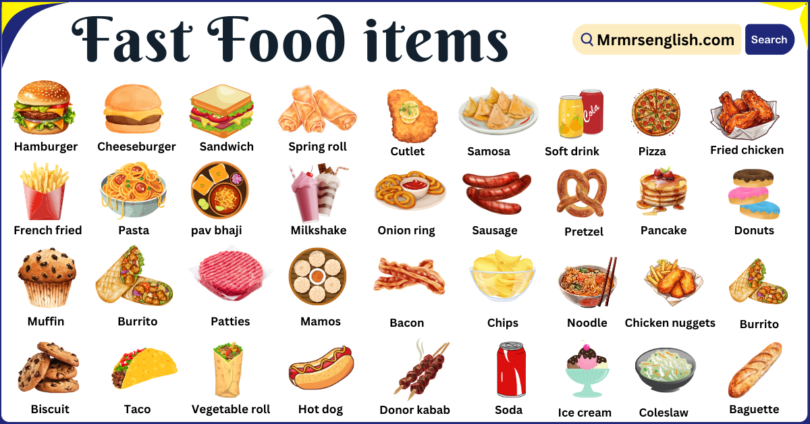 Fast Food items
Mrmrsenglish.com
Search
Hamburger
Cheeseburger
Sandwich
Spring roll
Cutlet
Samosa
Cola
Soft drink
Pizza
Fried chicken
French fried
Pasta
pav bhaji
Milkshake
Onion ring
Sausage
Pretzel
Pancake
Donuts
Muffin
Burrito
Patties
Mamos
Bacon
Chips
Noodle
Chicken nuggets
Burrito
Biscuit
Taco
Vegetable roll
Hot dog
Donor kabab
Soda
Ice cream
Coleslaw
Baguette